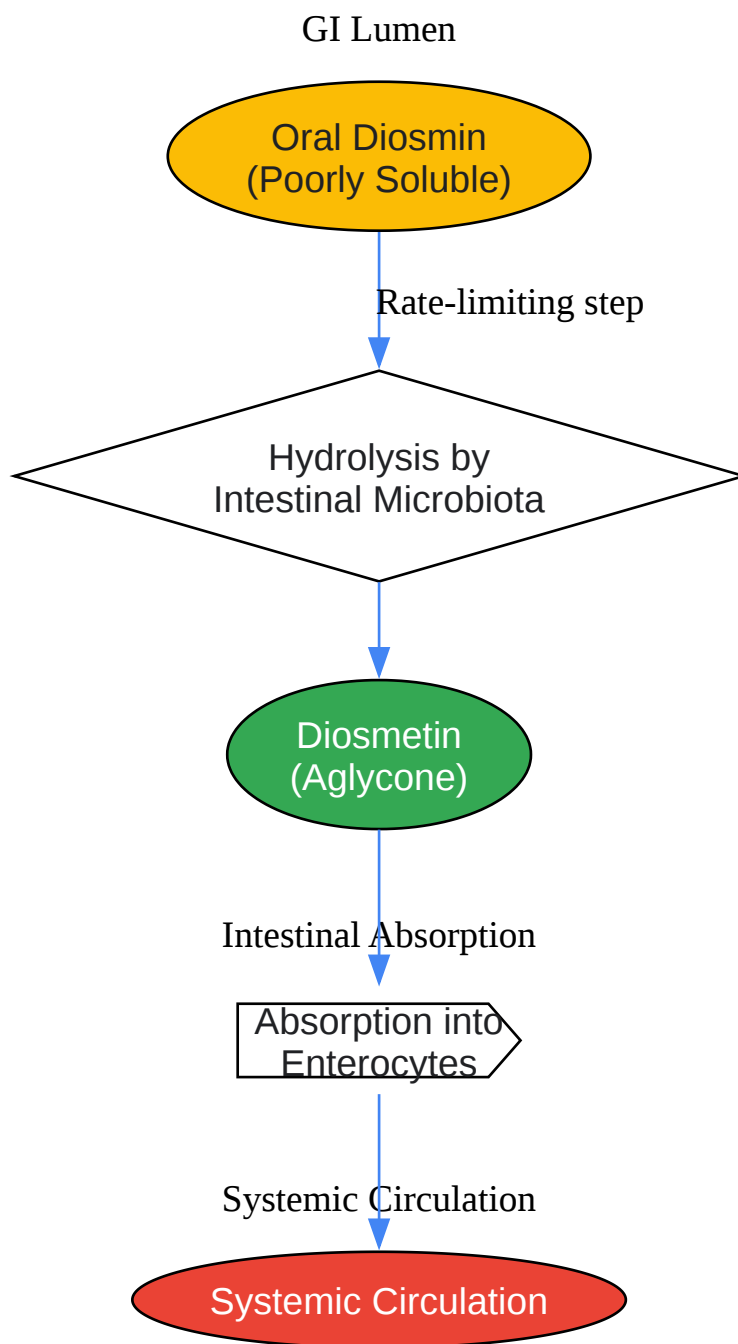 GI Lumen
Oral Diosmin
(Poorly Soluble)
Rate-limiting step
Hydrolysis by
Intestinal Microbiota
Diosmetin
(Aglycone)
Intestinal Absorption
Absorption into
Enterocytes
Systemic Circulation
Systemic Circulation